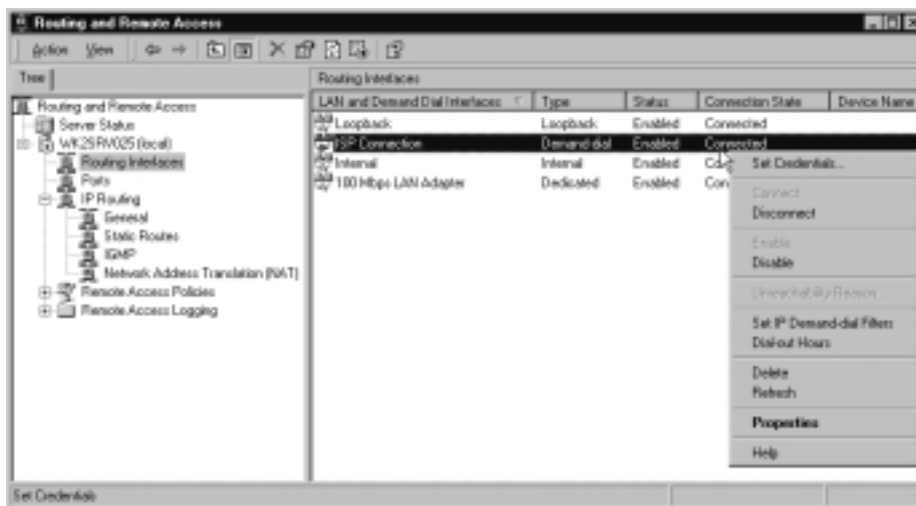 Routing and Remote Access
Action View
Tree
Routing Interfaces
Routing and Remote Access
Server Status
WK2SRV025 (local)
Routing Interfaces
Ports
IP Routing
General
Static Routes
IGMP
Network Address Translation (NAT)
Remote Access Policies
Remote Access Logging
LAN and Demand Dial Interfaces Type Status Connection State Device Name
Loopback Loopback Enabled Connected
ISP Connection Demand-dial Enabled Connected
Internal Internal Enabled Co
100 Mbps LAN Adapter Dedicated Enabled Con
Set Credentials...
Connect
Disconnect
Enable
Disable
Unreachability Reason...
Set IP Demand-dial Filters
Dial-out Hours
Delete
Refresh
Properties
Help
Set Credentials